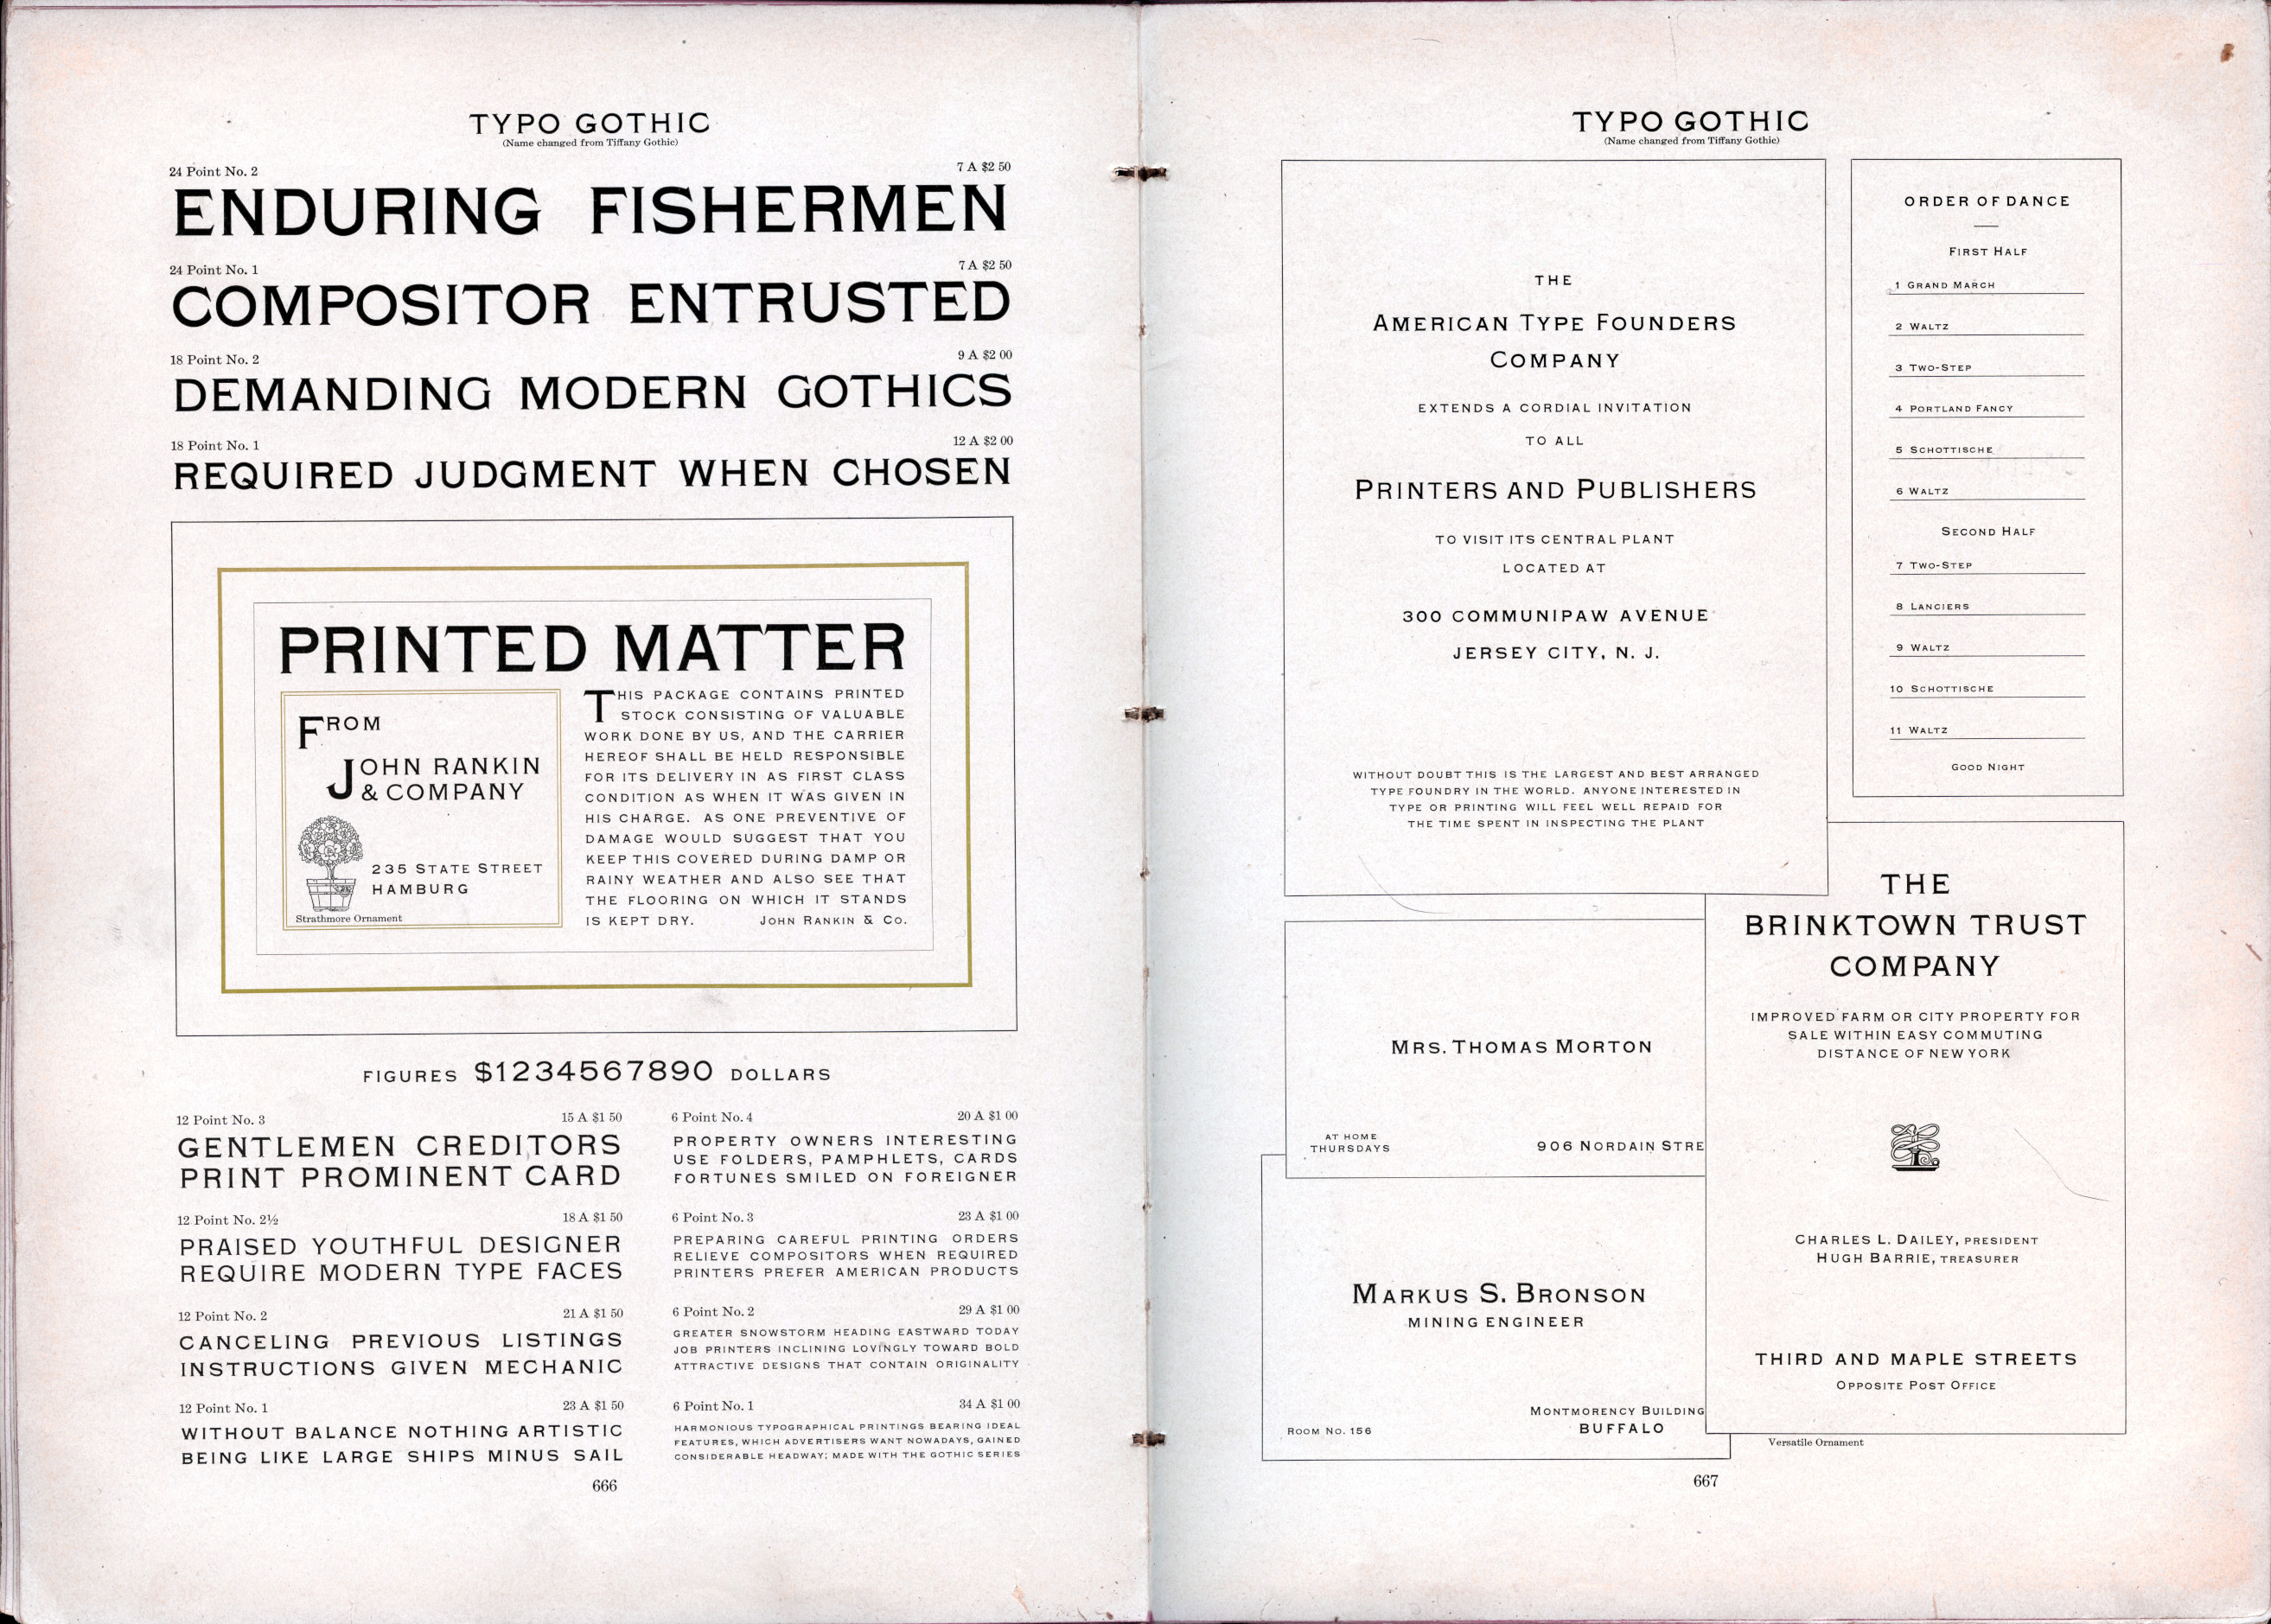 TYPO GOTHIC
(Name changed from Tiffany Gothic)
24 Point No. 2
7 A $2 50
ENDURING FISHERMEN
24 Point No. 1
7 A $2 50
COMPOSITOR ENTRUSTED
18 Point No. 2
9 A $2 00
DEMANDING MODERN GOTHICS
18 Point No. 1
12 A $2 00
REQUIRED JUDGMENT WHEN CHOSEN
PRINTED MATTER
FROM
JOHN RANKIN
& COMPANY
235 STATE STREET
HAMBURG
Strathmore Ornament
THIS PACKAGE CONTAINS PRINTED
STOCK CONSISTING OF VALUABLE
WORK DONE BY US, AND THE CARRIER
HEREOF SHALL BE HELD RESPONSIBLE
FOR ITS DELIVERY IN AS FIRST CLASS
CONDITION AS WHEN IT WAS GIVEN IN
HIS CHARGE. AS ONE PREVENTIVE OF
DAMAGE WOULD SUGGEST THAT YOU
KEEP THIS COVERED DURING DAMP OR
RAINY WEATHER AND ALSO SEE THAT
THE FLOORING ON WHICH IT STANDS
IS KEPT DRY. JOHN RANKIN & CO.
FIGURES $1234567890 DOLLARS
12 Point No. 3
15 A $1 50
GENTLEMEN CREDITORS
PRINT PROMINENT CARD
12 Point No. 2½
18 A $1 50
PRAISED YOUTHFUL DESIGNER
REQUIRE MODERN TYPE FACES
12 Point No. 2
21 A $1 50
CANCELING PREVIOUS LISTINGS
INSTRUCTIONS GIVEN MECHANIC
12 Point No. 1
23 A $1 50
WITHOUT BALANCE NOTHING ARTISTIC
BEING LIKE LARGE SHIPS MINUS SAIL
6 Point No. 4
20 A $1 00
PROPERTY OWNERS INTERESTING
USE FOLDERS, PAMPHLETS, CARDS
FORTUNES SMILED ON FOREIGNER
6 Point No. 3
23 A $1 00
PREPARING CAREFUL PRINTING ORDERS
RELIEVE COMPOSITORS WHEN REQUIRED
PRINTERS PREFER AMERICAN PRODUCTS
6 Point No. 2
29 A $1 00
GREATER SNOWSTORM HEADING EASTWARD TODAY
JOB PRINTERS INCLINING LOVINGLY TOWARD BOLD
ATTRACTIVE DESIGNS THAT CONTAIN ORIGINALITY
6 Point No. 1
34 A $1 00
HARMONIOUS TYPOGRAPHICAL PRINTINGS BEARING IDEAL
FEATURES, WHICH ADVERTISERS WANT NOWADAYS, GAINED
CONSIDERABLE HEADWAY; MADE WITH THE GOTHIC SERIES
666
TYPO GOTHIC
(Name changed from Tiffany Gothic)
THE
AMERICAN TYPE FOUNDERS
COMPANY
EXTENDS A CORDIAL INVITATION
TO ALL
PRINTERS AND PUBLISHERS
TO VISIT ITS CENTRAL PLANT
LOCATED AT
300 COMMUNIPAW AVENUE
JERSEY CITY, N. J.
WITHOUT DOUBT THIS IS THE LARGEST AND BEST ARRANGED
TYPE FOUNDRY IN THE WORLD. ANYONE INTERESTED IN
TYPE OR PRINTING WILL FEEL WELL REPAID FOR
THE TIME SPENT IN INSPECTING THE PLANT
ORDER OF DANCE
FIRST HALF
1 GRAND MARCH
2 WALTZ
3 TWO-STEP
4 PORTLAND FANCY
5 SCHOTTISCHE
6 WALTZ
SECOND HALF
7 TWO-STEP
8 LANCIERS
9 WALTZ
10 SCHOTTISCHE
11 WALTZ
GOOD NIGHT
MRS. THOMAS MORTON
AT HOME
THURSDAYS
906 NORDAIN STRE
MARKUS S. BRONSON
MINING ENGINEER
ROOM NO. 156
MONTMORENCY BUILDING
BUFFALO
THE
BRINKTOWN TRUST
COMPANY
IMPROVED FARM OR CITY PROPERTY FOR
SALE WITHIN EASY COMMUTING
DISTANCE OF NEW YORK
CHARLES L. DAILEY, PRESIDENT
HUGH BARRIE, TREASURER
THIRD AND MAPLE STREETS
OPPOSITE POST OFFICE
Versatile Ornament
667